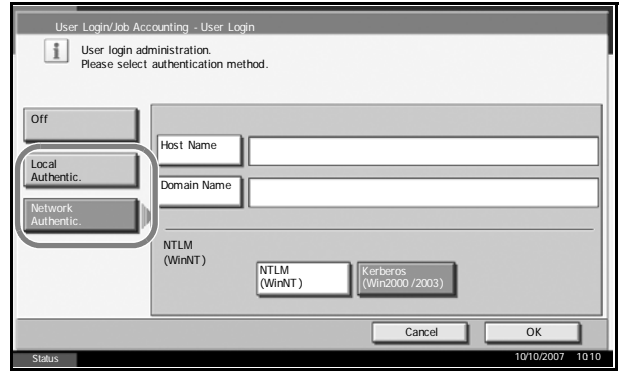 User Login/Job Accounting - User Login
User login administration.
Please select authentication method.
Off
Local
Authentic.
Network
Authentic.
Host Name
Domain Name
NTLM
(WinNT)
NTLM
(WinNT)
Kerberos
(Win2000/2003)
Cancel
OK
Status
10/10/2007 10:10